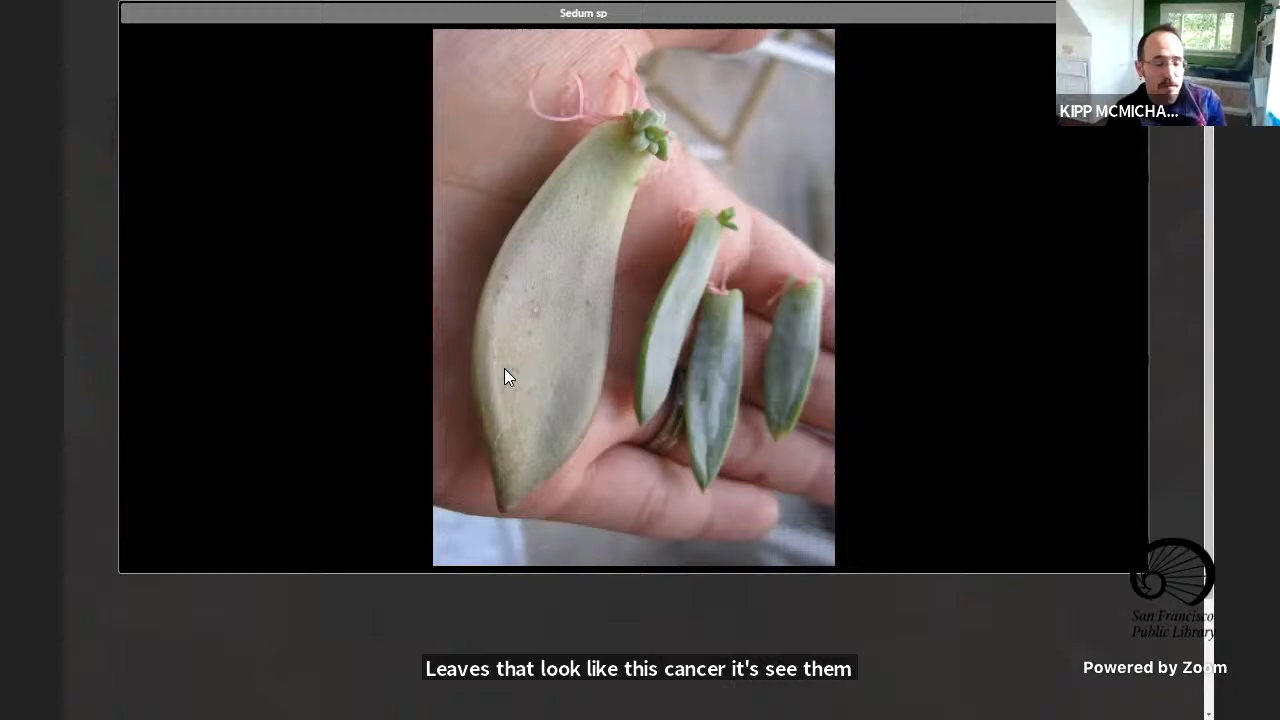 Sedum sp
KIPP MCMICHA...
San Francisco
Public Library
Leaves that look like this cancer it's see them
Powered by Zoom